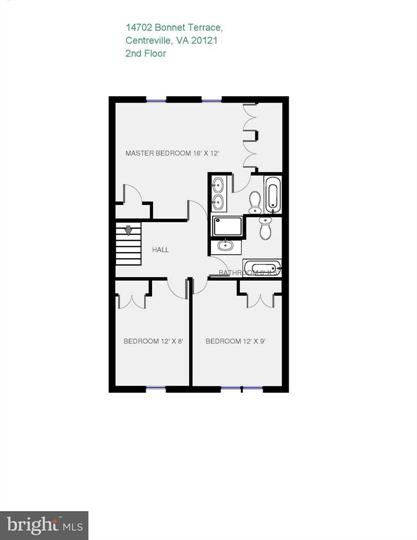 14702 Bonnet Terrace,
Centreville, VA 20121
2nd Floor
MASTER BEDROOM 16' X 12'
HALL
BATHROOM
BEDROOM 12' X 8'
BEDROOM 12' X 9'
bright MLS